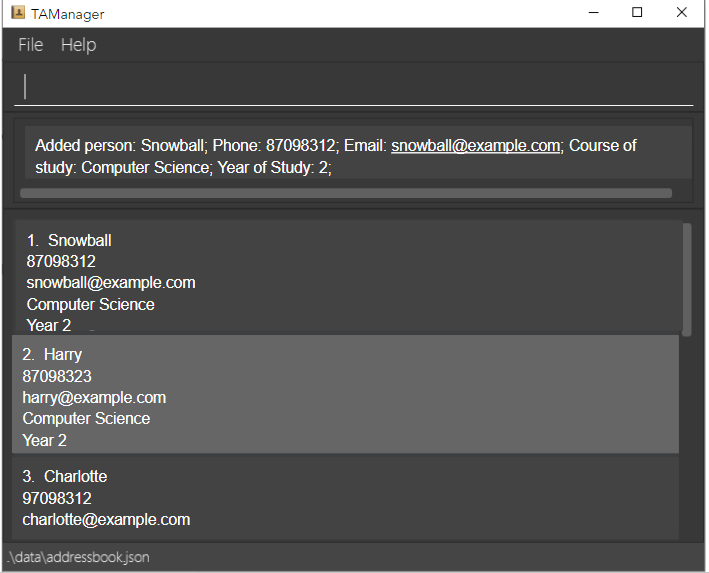 TAManager
File Help
Added person: Snowball; Phone: 87098312; Email: snowball@example.com; Course of
study: Computer Science; Year of Study: 2;
1. Snowball
87098312
snowball@example.com
Computer Science
Year 2
2. Harry
87098323
harry@example.com
Computer Science
Year 2
3. Charlotte
97098312
charlotte@example.com
.\data\addressbook.json